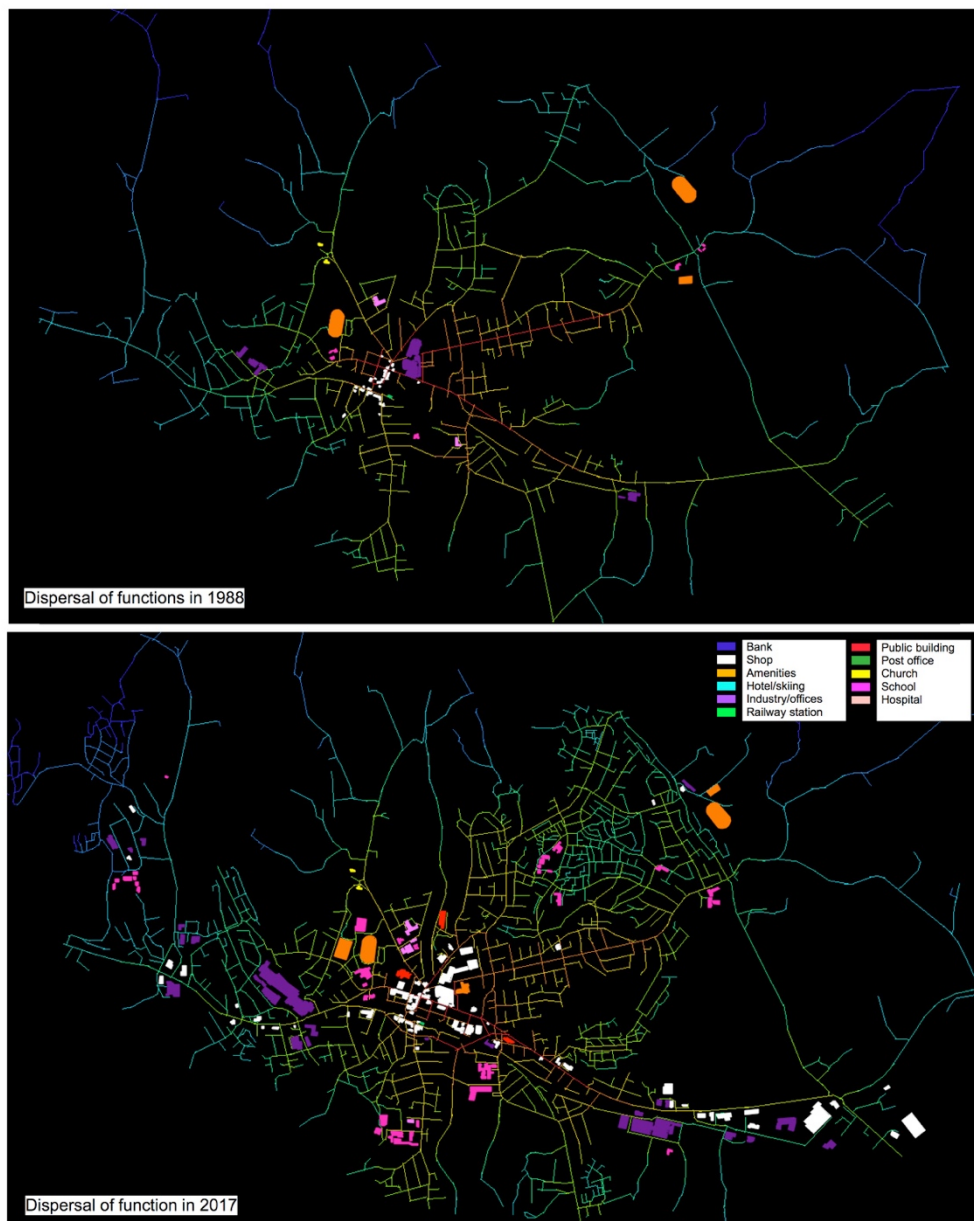 Dispersal of functions in 1988
Bank
Shop
Amenities
Hotel/skiing
Industry/offices
Railway station
Public building
Post office
Church
School
Hospital
Dispersal of function in 2017